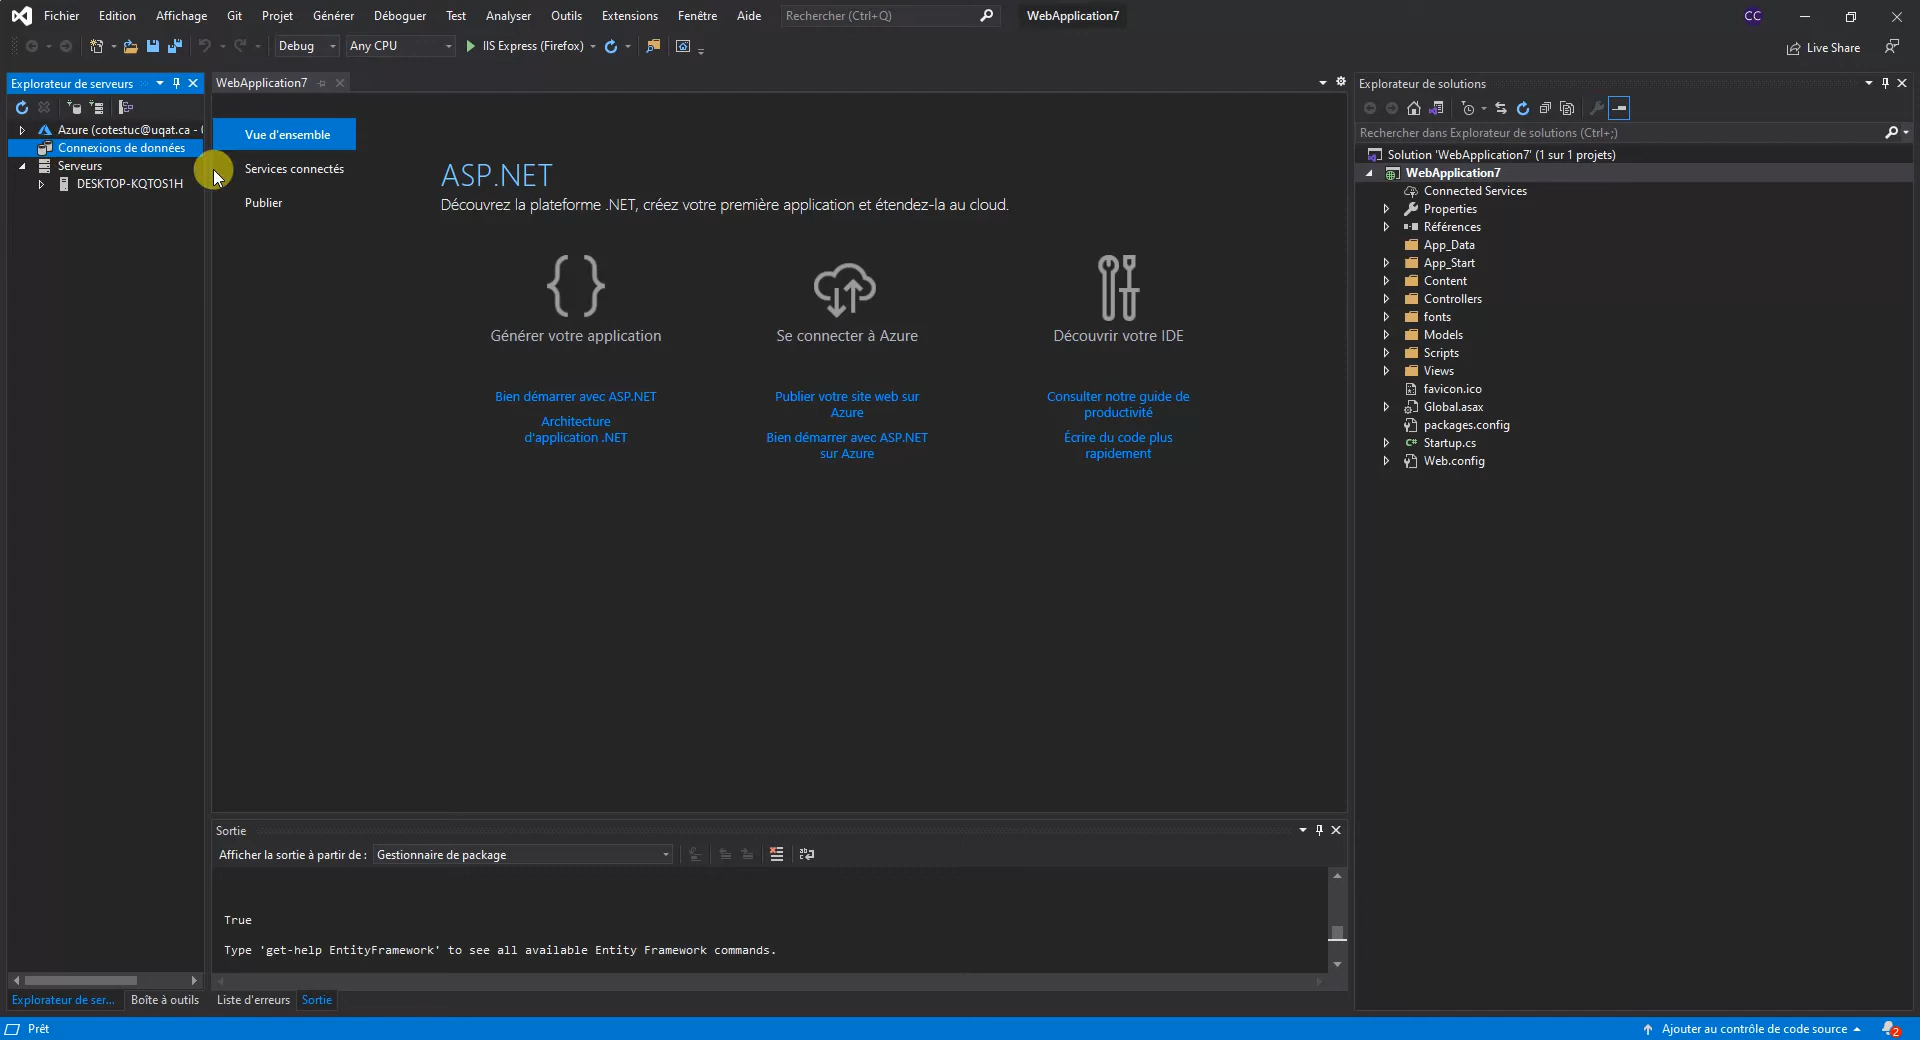 Fichier Edition Affichage Git Projet Générer Déboguer Test Analyser Outils Extensions Fenêtre Aide Rechercher (Ctrl+Q) WebApplication7 CC
Debug Any CPU IIS Express (Firefox) Live Share
Explorateur de serveurs
Azure (cotestuc@uqat.ca -
Connexions de données
Serveurs
DESKTOP-KQTOS1H
WebApplication7
Vue d'ensemble
Services connectés
Publier
ASP.NET
Découvrez la plateforme .NET, créez votre première application et étendez-la au cloud.
Générer votre application
Bien démarrer avec ASP.NET
Architecture
d'application .NET
Se connecter à Azure
Publier votre site web sur
Azure
Bien démarrer avec ASP.NET
sur Azure
Découvrir votre IDE
Consulter notre guide de
productivité
Écrire du code plus
rapidement
Sortie
Afficher la sortie à partir de : Gestionnaire de package
True
Type 'get-help EntityFramework' to see all available Entity Framework commands.
Explorateur de ser... Boîte à outils Liste d'erreurs Sortie
Explorateur de solutions
Rechercher dans Explorateur de solutions (Ctrl+;)
Solution 'WebApplication7' (1 sur 1 projets)
WebApplication7
Connected Services
Properties
Références
App_Data
App_Start
Content
Controllers
fonts
Models
Scripts
Views
favicon.ico
Global.asax
packages.config
C# Startup.cs
Web.config
Prêt Ajouter au contrôle de code source 2